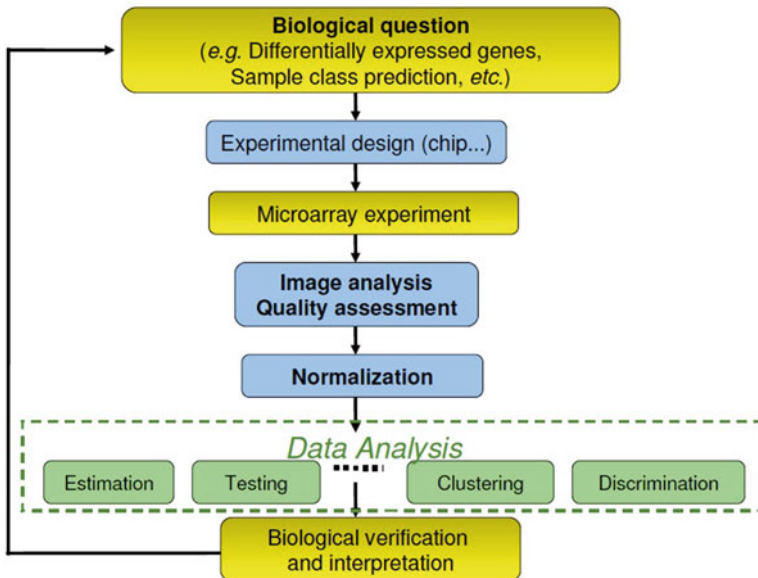 Biological question
(e.g. Differentially expressed genes,
Sample class prediction, etc.)
Experimental design (chip...)
Microarray experiment
Image analysis
Quality assessment
Normalization
Data Analysis
Estimation
Testing
Clustering
Discrimination
Biological verification
and interpretation